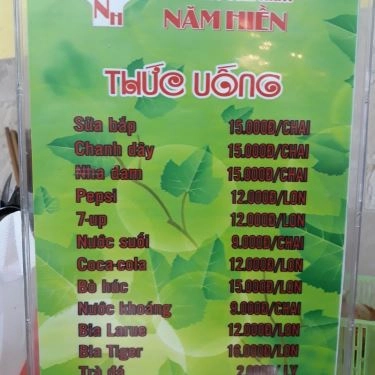 NH
NĂM HIỀN
THỨC UỐNG
Sữa bắp 15.000Đ/CHAI
Chanh dây 15.000Đ/CHAI
Nha đam 15.000Đ/CHAI
Pepsi 12.000Đ/LON
7-up 12.000Đ/LON
Nước suối 9.000Đ/CHAI
Coca-cola 12.000Đ/LON
Bò húc 15.000Đ/LON
Nước khoáng 9.000Đ/CHAI
Bia Larue 12.000Đ/LON
Bia Tiger 16.000Đ/LON
Trà đá 2.000Đ/LY